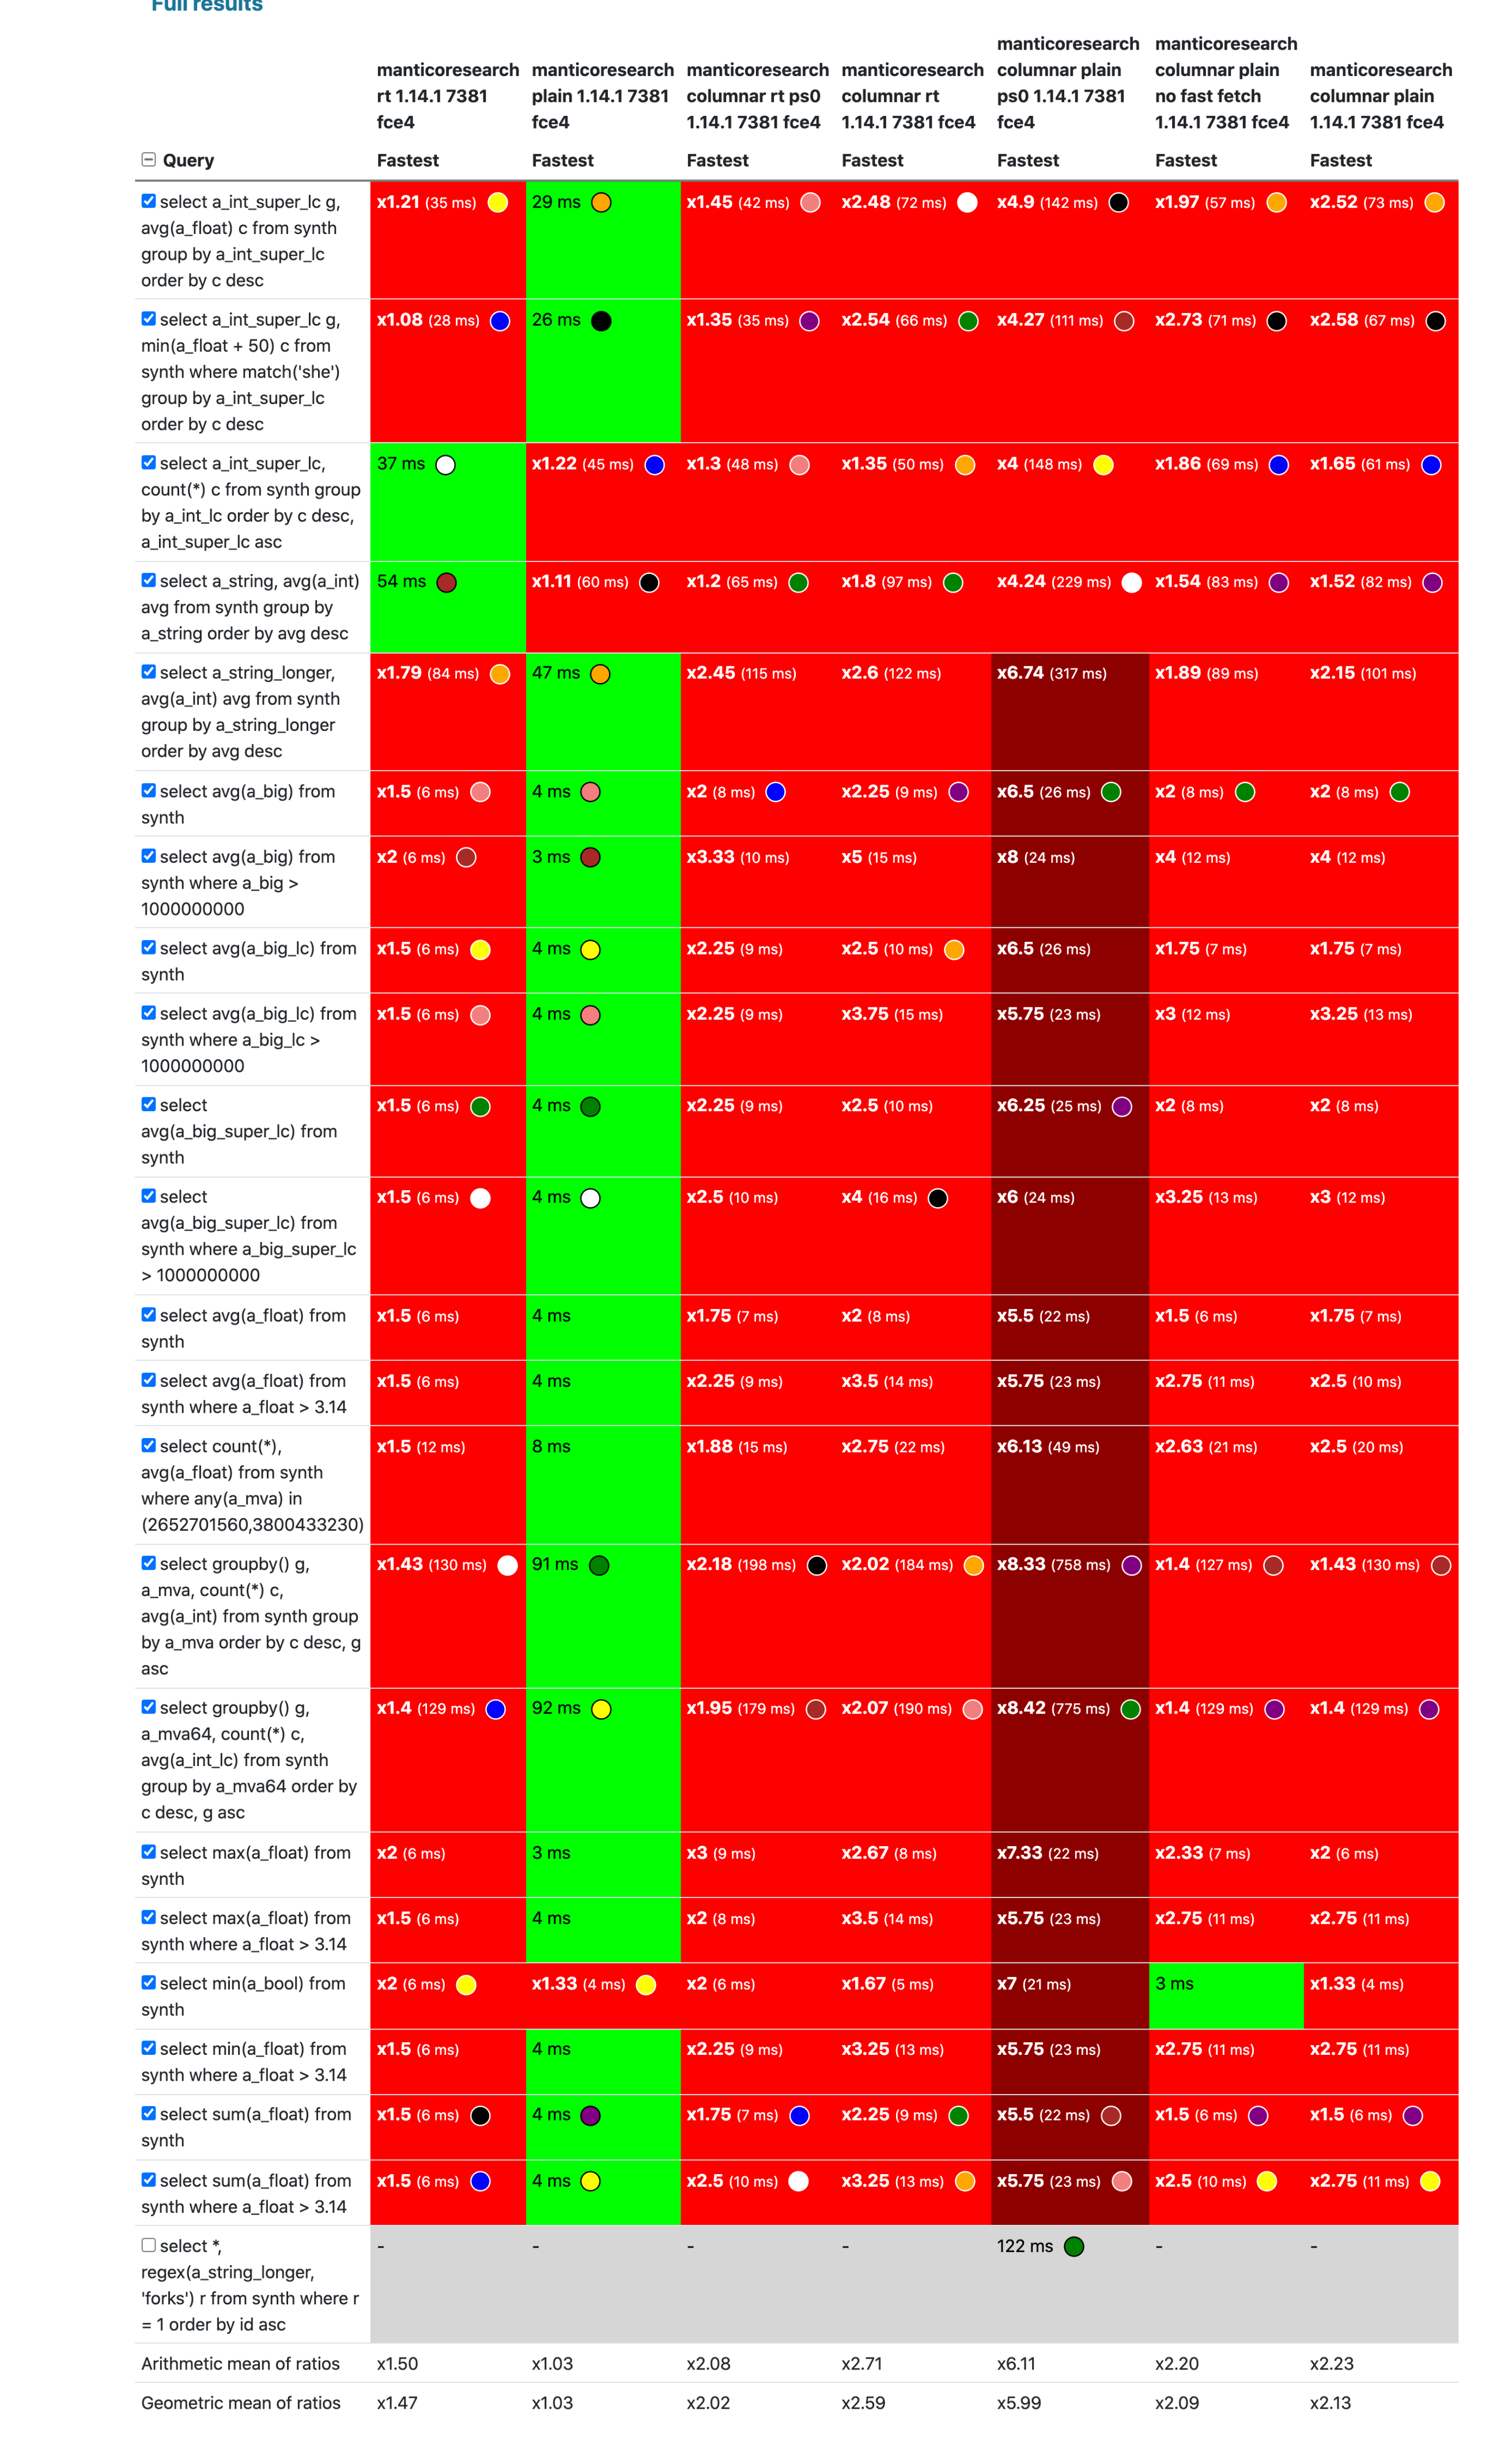 Full results
manticoresearch rt 1.14.1 7381 fce4
manticoresearch plain 1.14.1 7381 fce4
manticoresearch columnar rt ps0 1.14.1 7381 fce4
manticoresearch columnar rt 1.14.1 7381 fce4
manticoresearch columnar plain ps0 1.14.1 7381 fce4
manticoresearch columnar plain no fast fetch 1.14.1 7381 fce4
manticoresearch columnar plain 1.14.1 7381 fce4
Query Fastest Fastest Fastest Fastest Fastest Fastest Fastest
select a_int_super_lc g, avg(a_float) c from synth group by a_int_super_lc order by c desc
x1.21 (35 ms) 29 ms x1.45 (42 ms) x2.48 (72 ms) x4.9 (142 ms) x1.97 (57 ms) x2.52 (73 ms)
select a_int_super_lc g, min(a_float + 50) c from synth where match('she') group by a_int_super_lc order by c desc
x1.08 (28 ms) 26 ms x1.35 (35 ms) x2.54 (66 ms) x4.27 (111 ms) x2.73 (71 ms) x2.58 (67 ms)
select a_int_super_lc, count(*) c from synth group by a_int_lc order by c desc, a_int_super_lc asc
37 ms x1.22 (45 ms) x1.3 (48 ms) x1.35 (50 ms) x4 (148 ms) x1.86 (69 ms) x1.65 (61 ms)
select a_string, avg(a_int) avg from synth group by a_string order by avg desc
54 ms x1.11 (60 ms) x1.2 (65 ms) x1.8 (97 ms) x4.24 (229 ms) x1.54 (83 ms) x1.52 (82 ms)
select a_string_longer, avg(a_int) avg from synth group by a_string_longer order by avg desc
x1.79 (84 ms) 47 ms x2.45 (115 ms) x2.6 (122 ms) x6.74 (317 ms) x1.89 (89 ms) x2.15 (101 ms)
select avg(a_big) from synth
x1.5 (6 ms) 4 ms x2 (8 ms) x2.25 (9 ms) x6.5 (26 ms) x2 (8 ms) x2 (8 ms)
select avg(a_big) from synth where a_big > 1000000000
x2 (6 ms) 3 ms x3.33 (10 ms) x5 (15 ms) x8 (24 ms) x4 (12 ms) x4 (12 ms)
select avg(a_big_lc) from synth
x1.5 (6 ms) 4 ms x2.25 (9 ms) x2.5 (10 ms) x6.5 (26 ms) x1.75 (7 ms) x1.75 (7 ms)
select avg(a_big_lc) from synth where a_big_lc > 1000000000
x1.5 (6 ms) 4 ms x2.25 (9 ms) x3.75 (15 ms) x5.75 (23 ms) x3 (12 ms) x3.25 (13 ms)
select avg(a_big_super_lc) from synth
x1.5 (6 ms) 4 ms x2.25 (9 ms) x2.5 (10 ms) x6.25 (25 ms) x2 (8 ms) x2 (8 ms)
select avg(a_big_super_lc) from synth where a_big_super_lc > 1000000000
x1.5 (6 ms) 4 ms x2.5 (10 ms) x4 (16 ms) x6 (24 ms) x3.25 (13 ms) x3 (12 ms)
select avg(a_float) from synth
x1.5 (6 ms) 4 ms x1.75 (7 ms) x2 (8 ms) x5.5 (22 ms) x1.5 (6 ms) x1.75 (7 ms)
select avg(a_float) from synth where a_float > 3.14
x1.5 (6 ms) 4 ms x2.25 (9 ms) x3.5 (14 ms) x5.75 (23 ms) x2.75 (11 ms) x2.5 (10 ms)
select count(*), avg(a_float) from synth where any(a_mva) in (2652701560,3800433230)
x1.5 (12 ms) 8 ms x1.88 (15 ms) x2.75 (22 ms) x6.13 (49 ms) x2.63 (21 ms) x2.5 (20 ms)
select groupby() g, a_mva, count(*) c, avg(a_int) from synth group by a_mva order by c desc, g asc
x1.43 (130 ms) 91 ms x2.18 (198 ms) x2.02 (184 ms) x8.33 (758 ms) x1.4 (127 ms) x1.43 (130 ms)
select groupby() g, a_mva64, count(*) c, avg(a_int_lc) from synth group by a_mva64 order by c desc, g asc
x1.4 (129 ms) 92 ms x1.95 (179 ms) x2.07 (190 ms) x8.42 (775 ms) x1.4 (129 ms) x1.4 (129 ms)
select max(a_float) from synth
x2 (6 ms) 3 ms x3 (9 ms) x2.67 (8 ms) x7.33 (22 ms) x2.33 (7 ms) x2 (6 ms)
select max(a_float) from synth where a_float > 3.14
x1.5 (6 ms) 4 ms x2 (8 ms) x3.5 (14 ms) x5.75 (23 ms) x2.75 (11 ms) x2.75 (11 ms)
select min(a_bool) from synth
x2 (6 ms) x1.33 (4 ms) x2 (6 ms) x1.67 (5 ms) x7 (21 ms) 3 ms x1.33 (4 ms)
select min(a_float) from synth where a_float > 3.14
x1.5 (6 ms) 4 ms x2.25 (9 ms) x3.25 (13 ms) x5.75 (23 ms) x2.75 (11 ms) x2.75 (11 ms)
select sum(a_float) from synth
x1.5 (6 ms) 4 ms x1.75 (7 ms) x2.25 (9 ms) x5.5 (22 ms) x1.5 (6 ms) x1.5 (6 ms)
select sum(a_float) from synth where a_float > 3.14
x1.5 (6 ms) 4 ms x2.5 (10 ms) x3.25 (13 ms) x5.75 (23 ms) x2.5 (10 ms) x2.75 (11 ms)
select *, regex(a_string_longer, 'forks') r from synth where r = 1 order by id asc
- - - - 122 ms - -
Arithmetic mean of ratios x1.50 x1.03 x2.08 x2.71 x6.11 x2.20 x2.23
Geometric mean of ratios x1.47 x1.03 x2.02 x2.59 x5.99 x2.09 x2.13